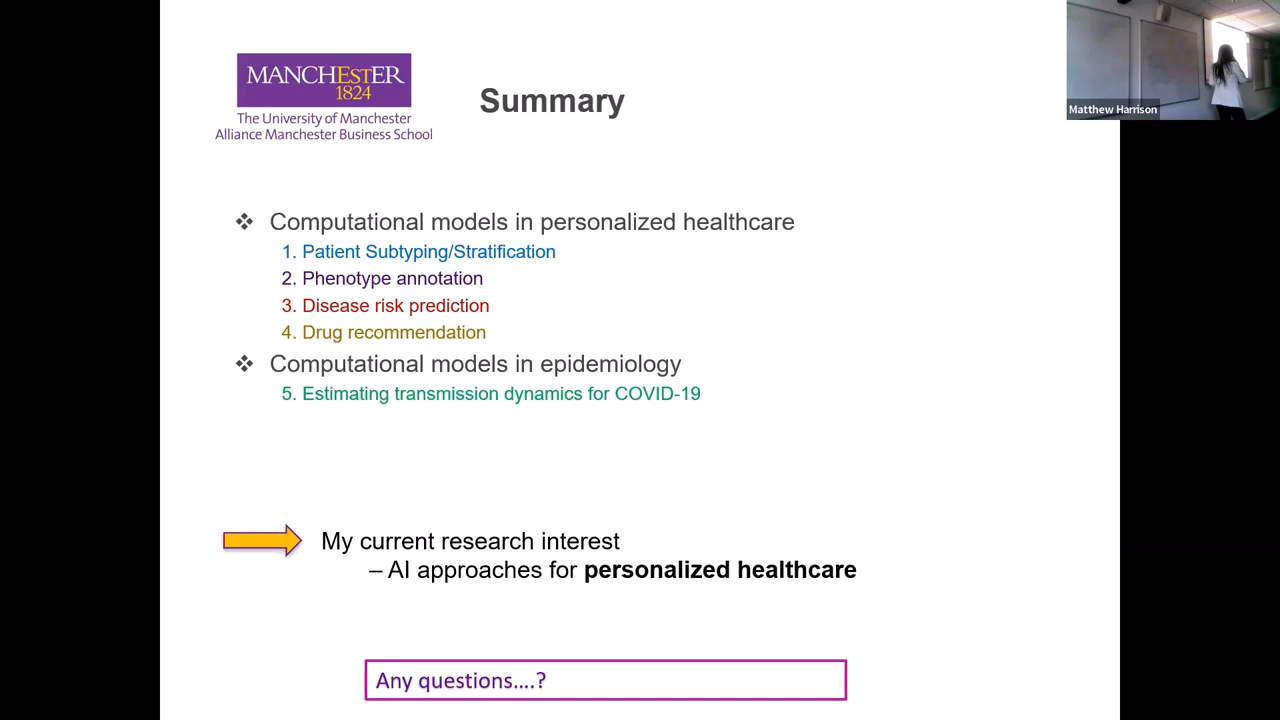 MANCHESTER
1824
The University of Manchester
Alliance Manchester Business School
Summary
Matthew Harrison
❖ Computational models in personalized healthcare
1. Patient Subtyping/Stratification
2. Phenotype annotation
3. Disease risk prediction
4. Drug recommendation
❖ Computational models in epidemiology
5. Estimating transmission dynamics for COVID-19
My current research interest
– AI approaches for personalized healthcare
Any questions....?